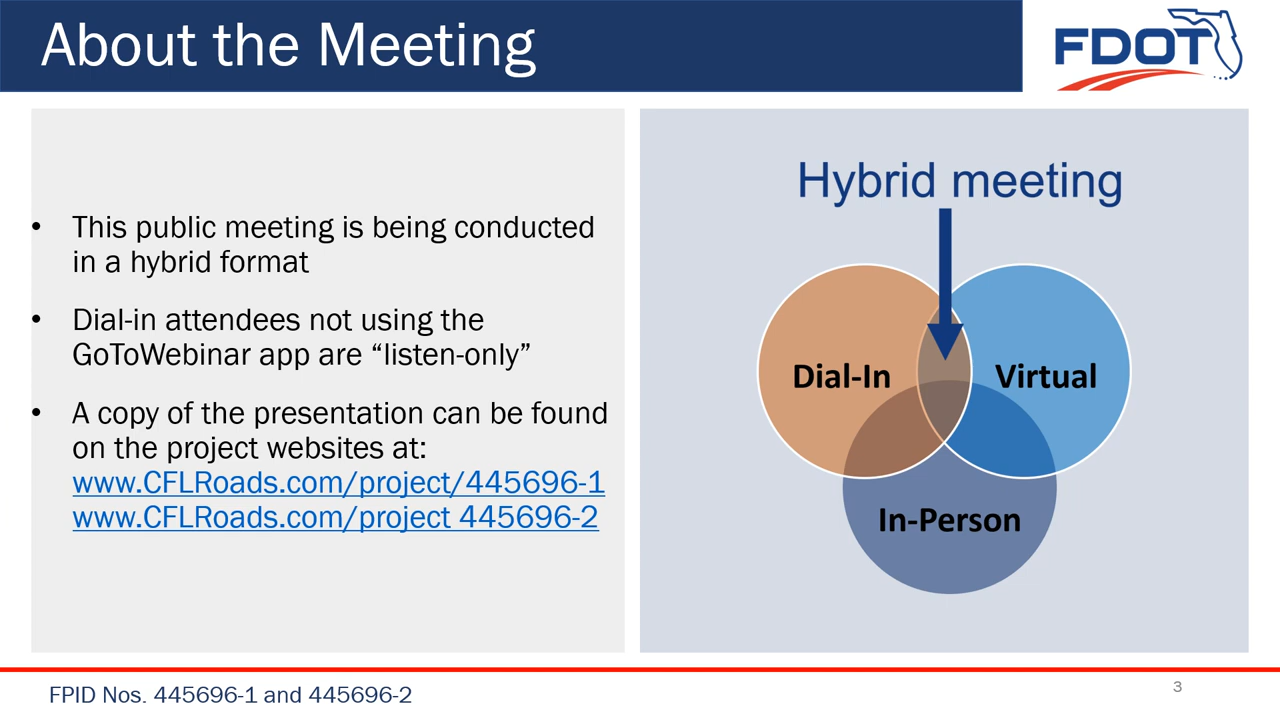 About the Meeting
FDOT
• This public meeting is being conducted
in a hybrid format
• Dial-in attendees not using the
GoToWebinar app are “listen-only”
• A copy of the presentation can be found
on the project websites at:
www.CFLRoads.com/project/445696-1
www.CFLRoads.com/project 445696-2
Hybrid meeting
Dial-In
Virtual
In-Person
FPID Nos. 445696-1 and 445696-2
3